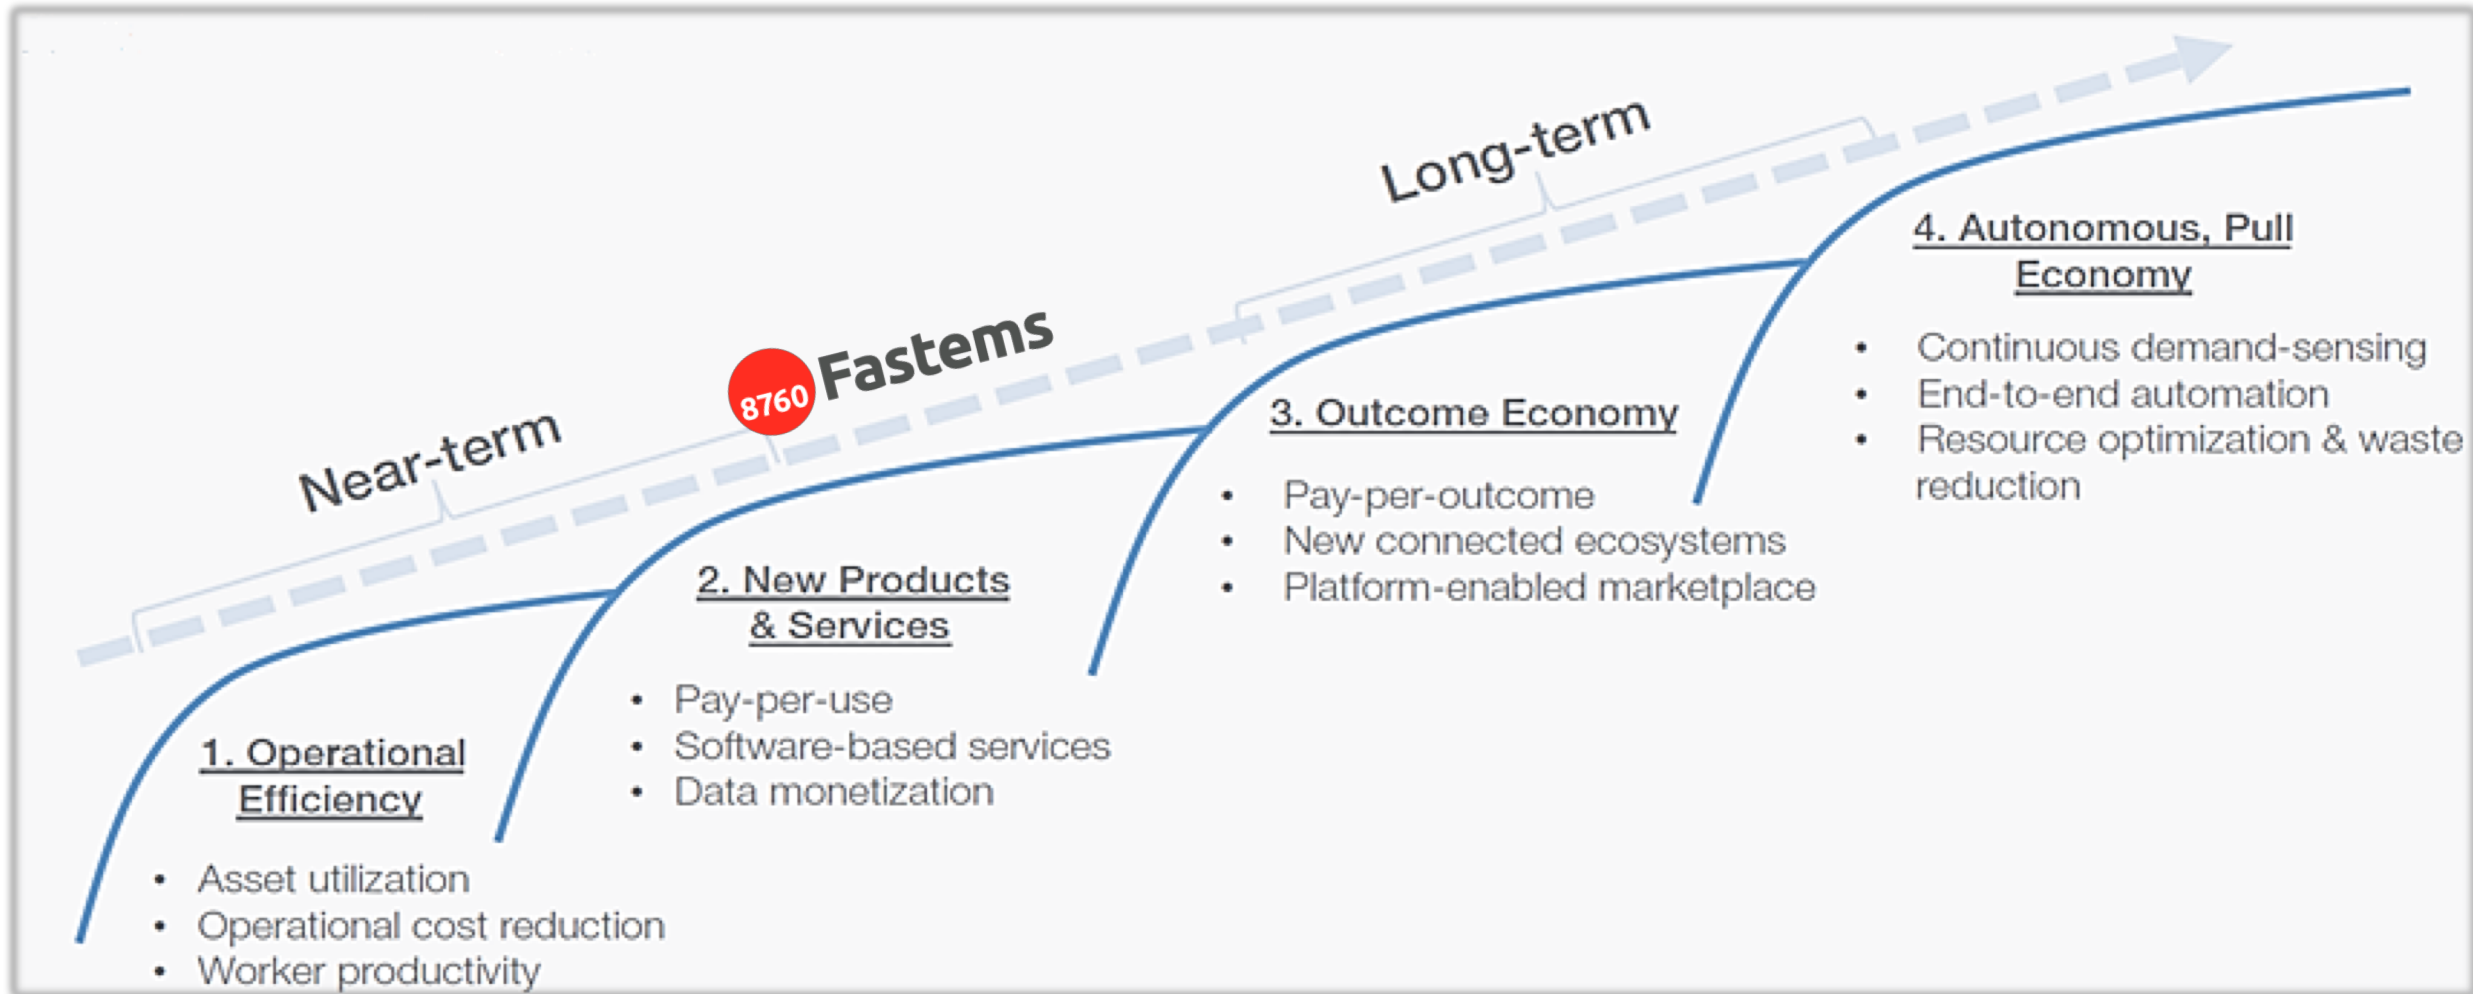 Near-term
8760 Fastems
Long-term
1. Operational
Efficiency
• Asset utilization
• Operational cost reduction
• Worker productivity
2. New Products
& Services
• Pay-per-use
• Software-based services
• Data monetization
3. Outcome Economy
• Pay-per-outcome
• New connected ecosystems
• Platform-enabled marketplace
4. Autonomous, Pull
Economy
• Continuous demand-sensing
• End-to-end automation
• Resource optimization & waste
reduction